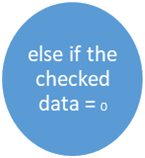 else if the
checked
data = 0